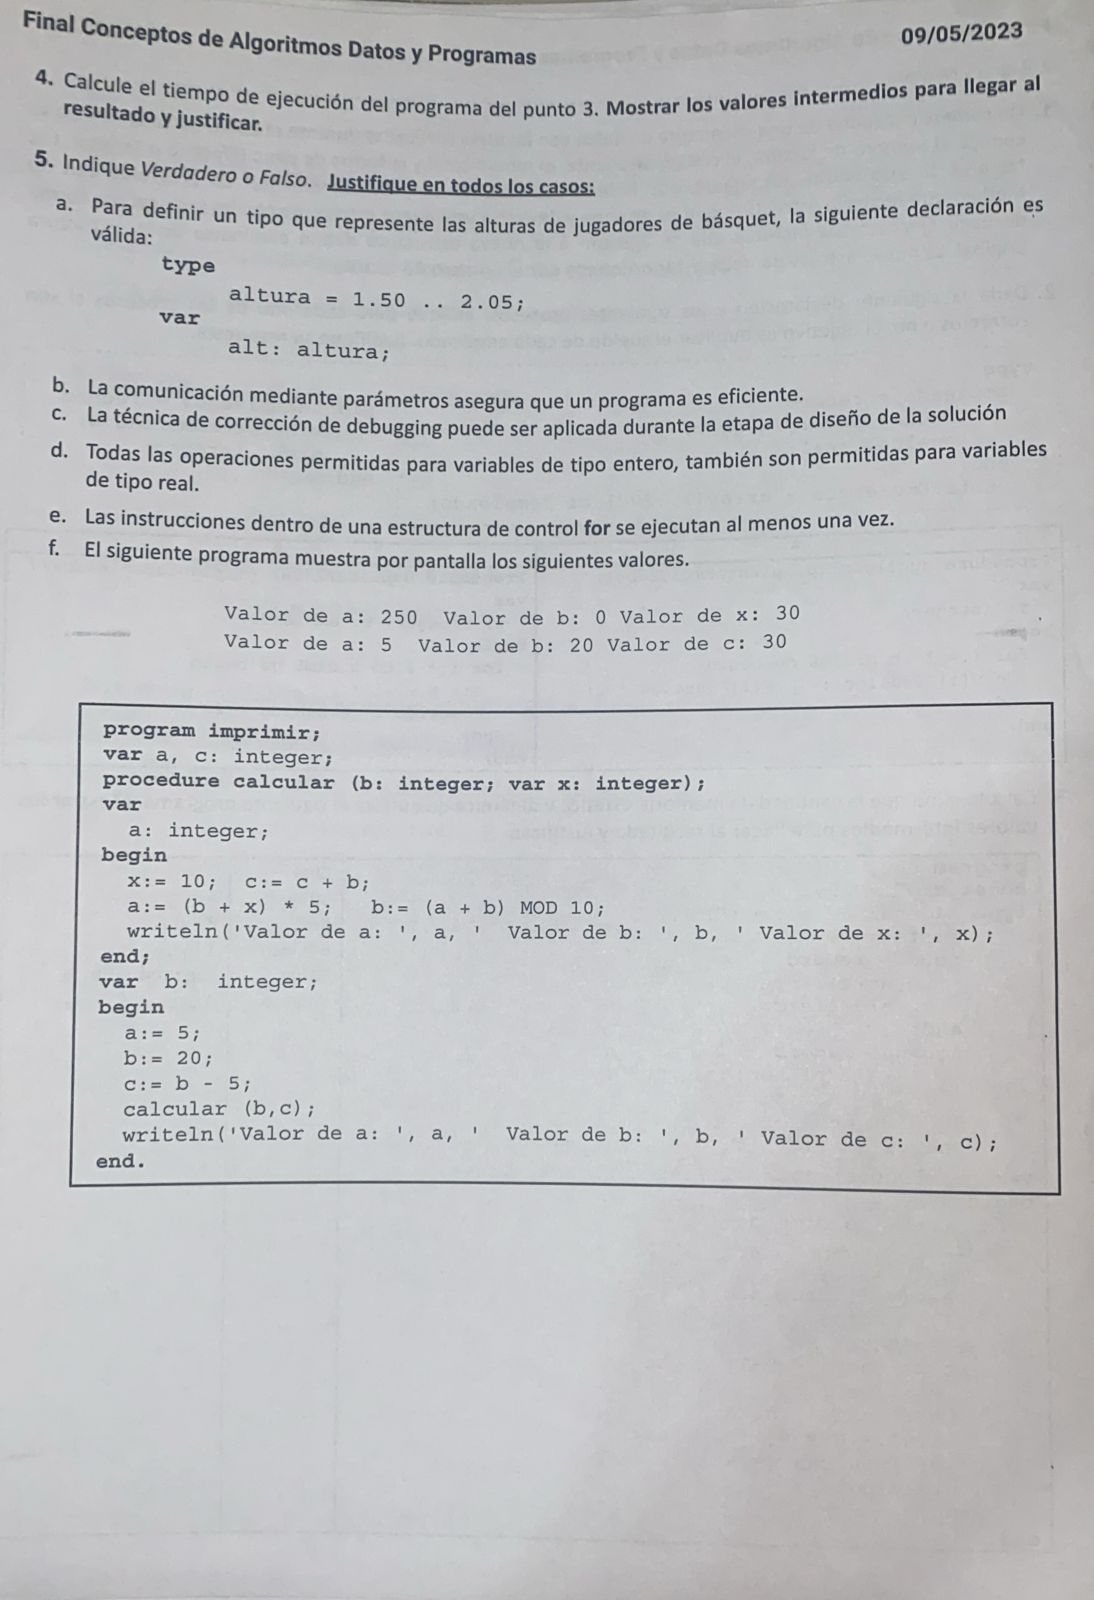 Final Conceptos de Algoritmos Datos y Programas
09/05/2023
4. Calcule el tiempo de ejecución del programa del punto 3. Mostrar los valores intermedios para llegar al
resultado y justificar.
5. Indique Verdadero o Falso. Justifique en todos los casos:
a. Para definir un tipo que represente las alturas de jugadores de básquet, la siguiente declaración es
válida:
type
altura = 1.50 .. 2.05;
var
alt: altura;
b. La comunicación mediante parámetros asegura que un programa es eficiente.
c. La técnica de corrección de debugging puede ser aplicada durante la etapa de diseño de la solución
d. Todas las operaciones permitidas para variables de tipo entero, también son permitidas para variables
de tipo real.
e. Las instrucciones dentro de una estructura de control for se ejecutan al menos una vez.
f. El siguiente programa muestra por pantalla los siguientes valores.
Valor de a: 250 Valor de b: 0 Valor de x: 30
Valor de a: 5 Valor de b: 20 Valor de c: 30
program imprimir;
var a, c: integer;
procedure calcular (b: integer; var x: integer);
var
a: integer;
begin
x:= 10; c:= c + b;
a:= (b + x) * 5; b:= (a + b) MOD 10;
writeln('Valor de a: ', a, ' Valor de b: ', b, ' Valor de x: ', x);
end;
var b: integer;
begin
a:= 5;
b:= 20;
c:= b - 5;
calcular (b,c);
writeln('Valor de a: ', a, ' Valor de b: ', b, ' Valor de c: ', c);
end.